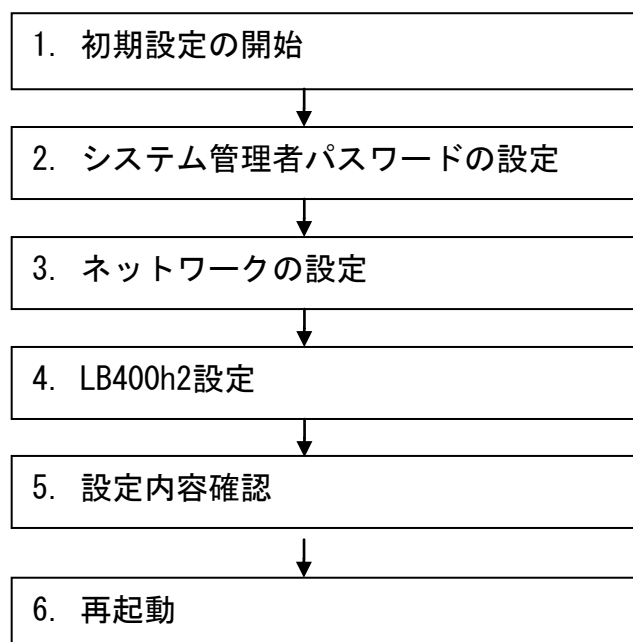 1. 初期設定の開始
2. システム管理者パスワードの設定
3. ネットワークの設定
4. LB400h2設定
5. 設定内容確認
6. 再起動